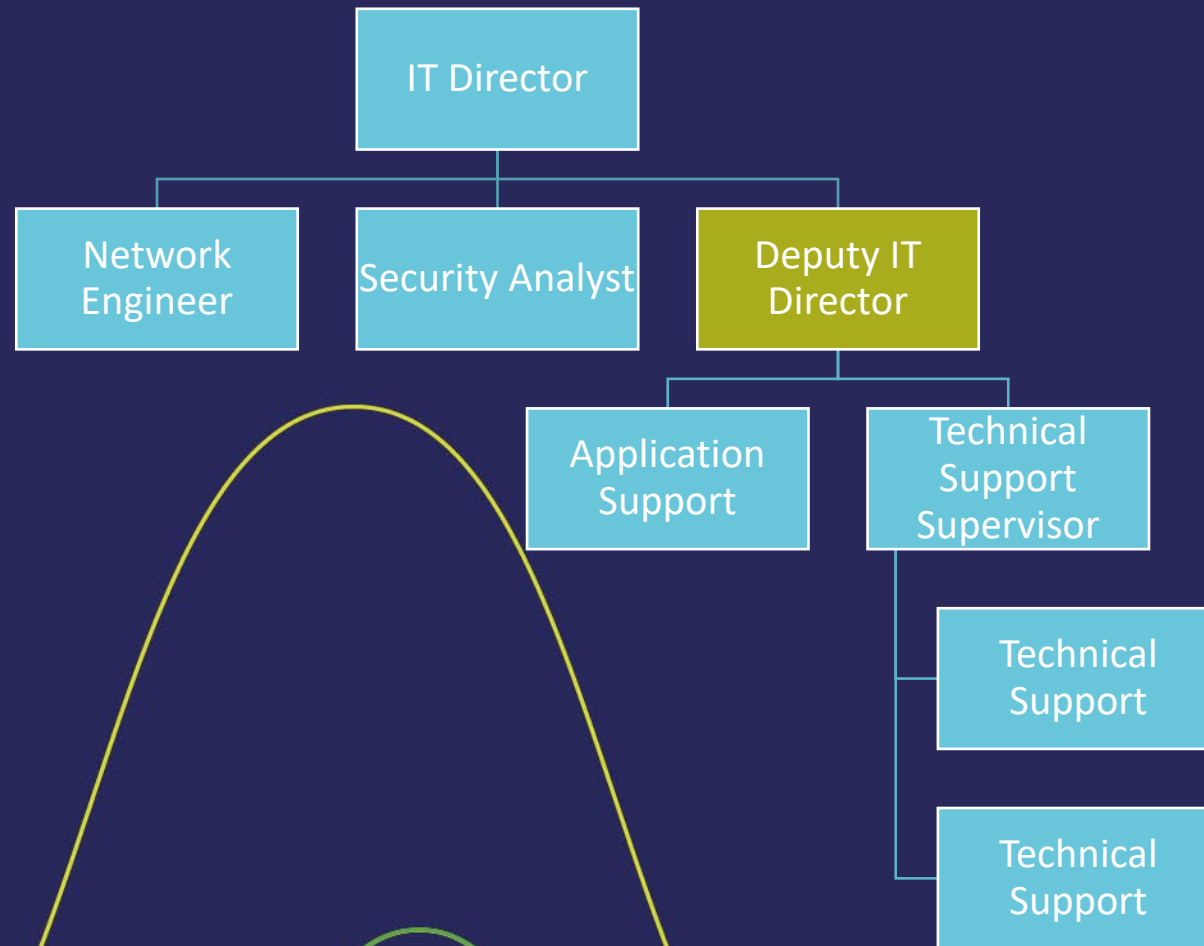 IT Director
Network
Engineer
Security Analyst
Deputy IT
Director
Application
Support
Technical
Support
Supervisor
Technical
Support
Technical
Support